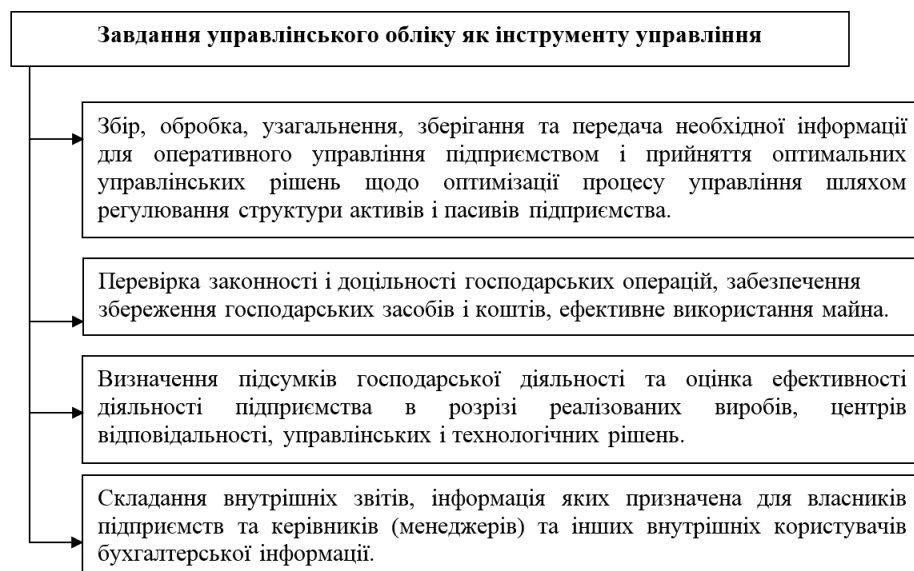 Завдання управлінського обліку як інструменту управління
Збір, обробка, узагальнення, зберігання та передача необхідної інформації
для оперативного управління підприємством і прийняття оптимальних
управлінських рішень щодо оптимізації процесу управління шляхом
регулювання структури активів і пасивів підприємства.
Перевірка законності і доцільності господарських операцій, забезпечення
збереження господарських засобів і коштів, ефективне використання майна.
Визначення підсумків господарської діяльності та оцінка ефективності
діяльності підприємства в розрізі реалізованих виробів, центрів
відповідальності, управлінських і технологічних рішень.
Складання внутрішніх звітів, інформація яких призначена для власників
підприємств та керівників (менеджерів) та інших внутрішніх користувачів
бухгалтерської інформації.